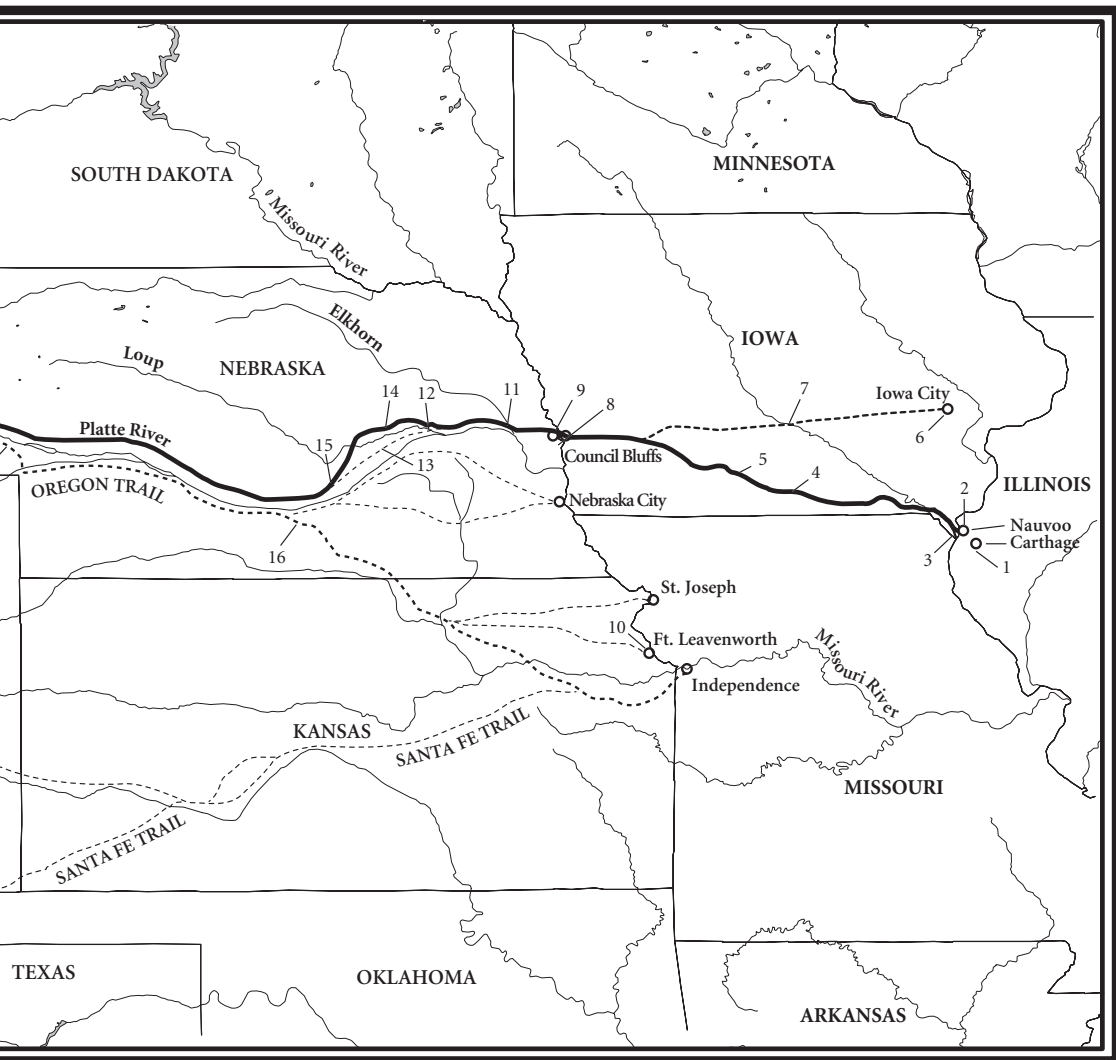 MINNESOTA
SOUTH DAKOTA
Missouri River
Elkhorn
IOWA
Loup
NEBRASKA
14
12
11
9
8
7
Iowa City
6
Platte River
15
13
Council Bluffs
5
4
OREGON TRAIL
ILLINOIS
Nebraska City
2
Nauvoo
Carthage
3
1
16
St. Joseph
10
Ft. Leavenworth
Missouri River
Independence
KANSAS
SANTA FE TRAIL
MISSOURI
SANTA FE TRAIL
TEXAS
OKLAHOMA
ARKANSAS